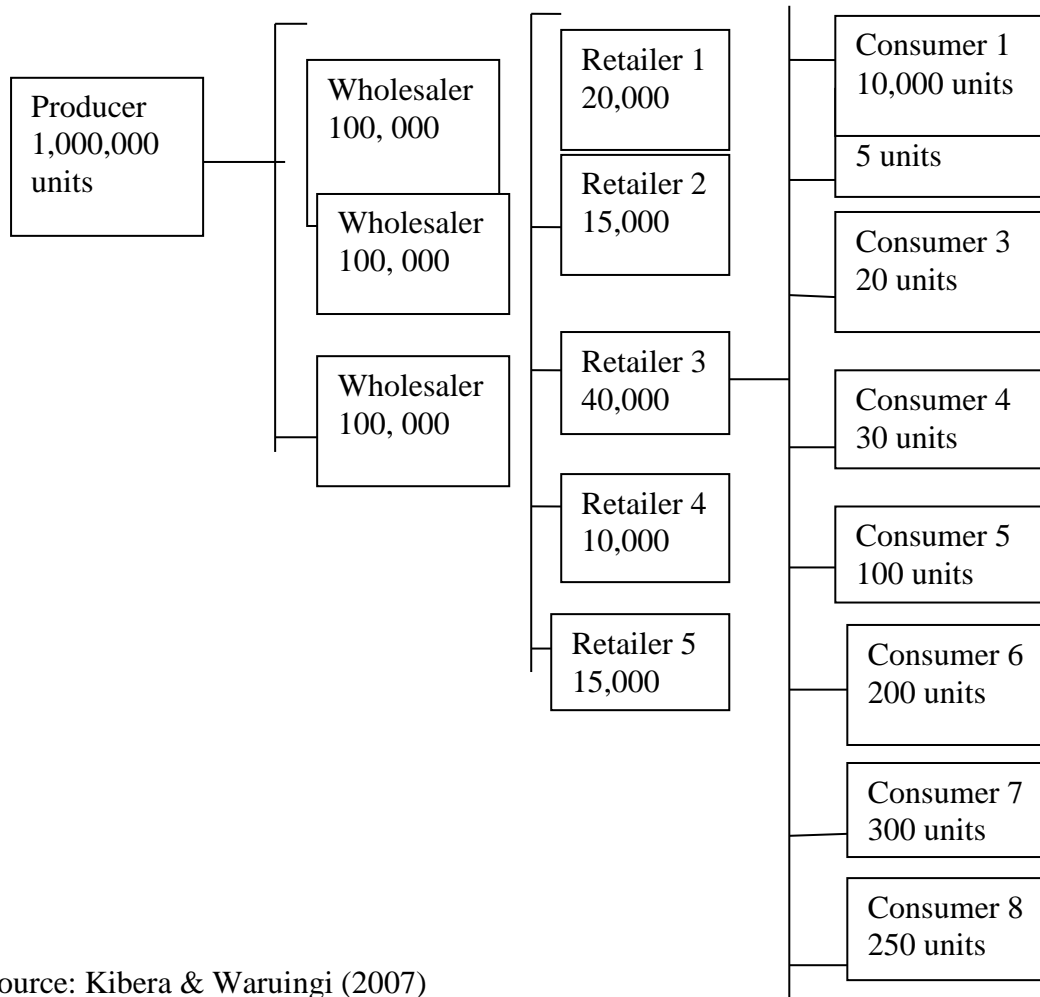 Producer
1,000,000
units
Wholesaler
100, 000
Wholesaler
100, 000
Wholesaler
100, 000
Retailer 1
20,000
Retailer 2
15,000
Retailer 3
40,000
Retailer 4
10,000
Retailer 5
15,000
Consumer 1
10,000 units
5 units
Consumer 3
20 units
Consumer 4
30 units
Consumer 5
100 units
Consumer 6
200 units
Consumer 7
300 units
Consumer 8
250 units
ource: Kibera & Waruingi (2007)